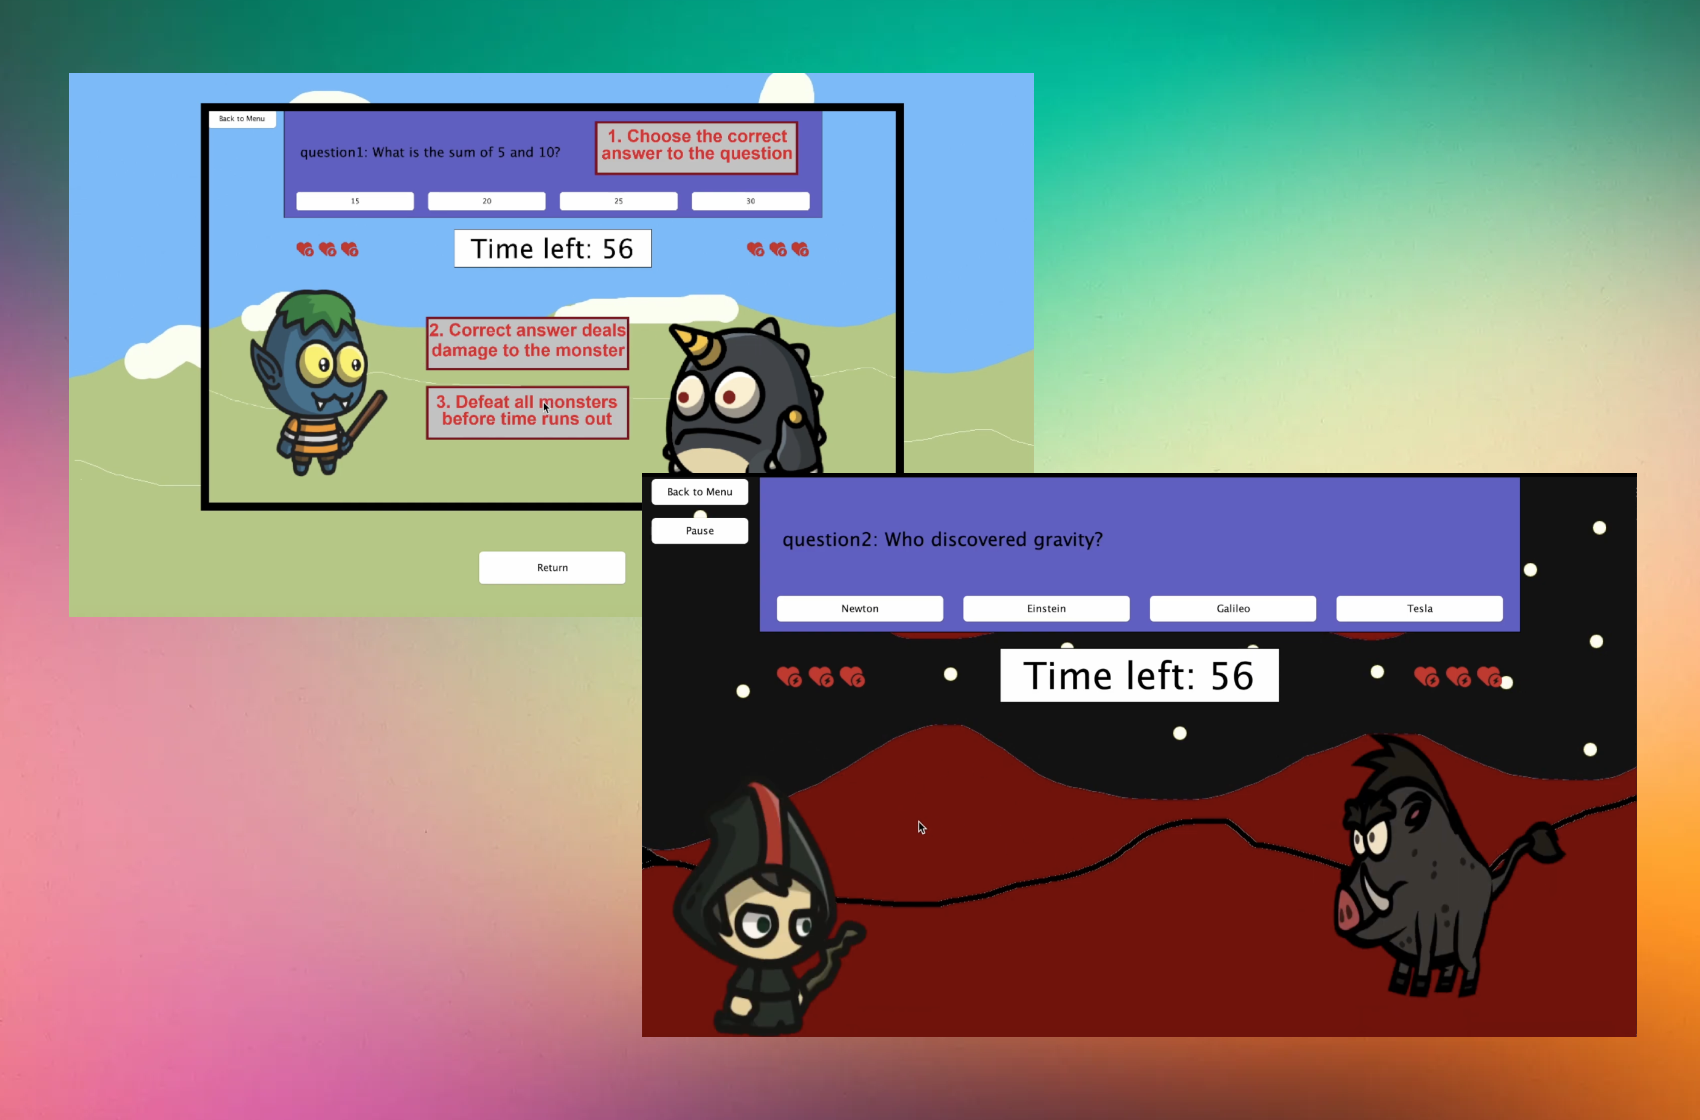 Back to Menu
question1: What is the sum of 5 and 10?
1. Choose the correct
answer to the question
15
20
25
30
Time left: 56
2. Correct answer deals
damage to the monster
3. Defeat all monsters
before time runs out
Return
Back to Menu
Pause
question2: Who discovered gravity?
Newton
Einstein
Galileo
Tesla
Time left: 56